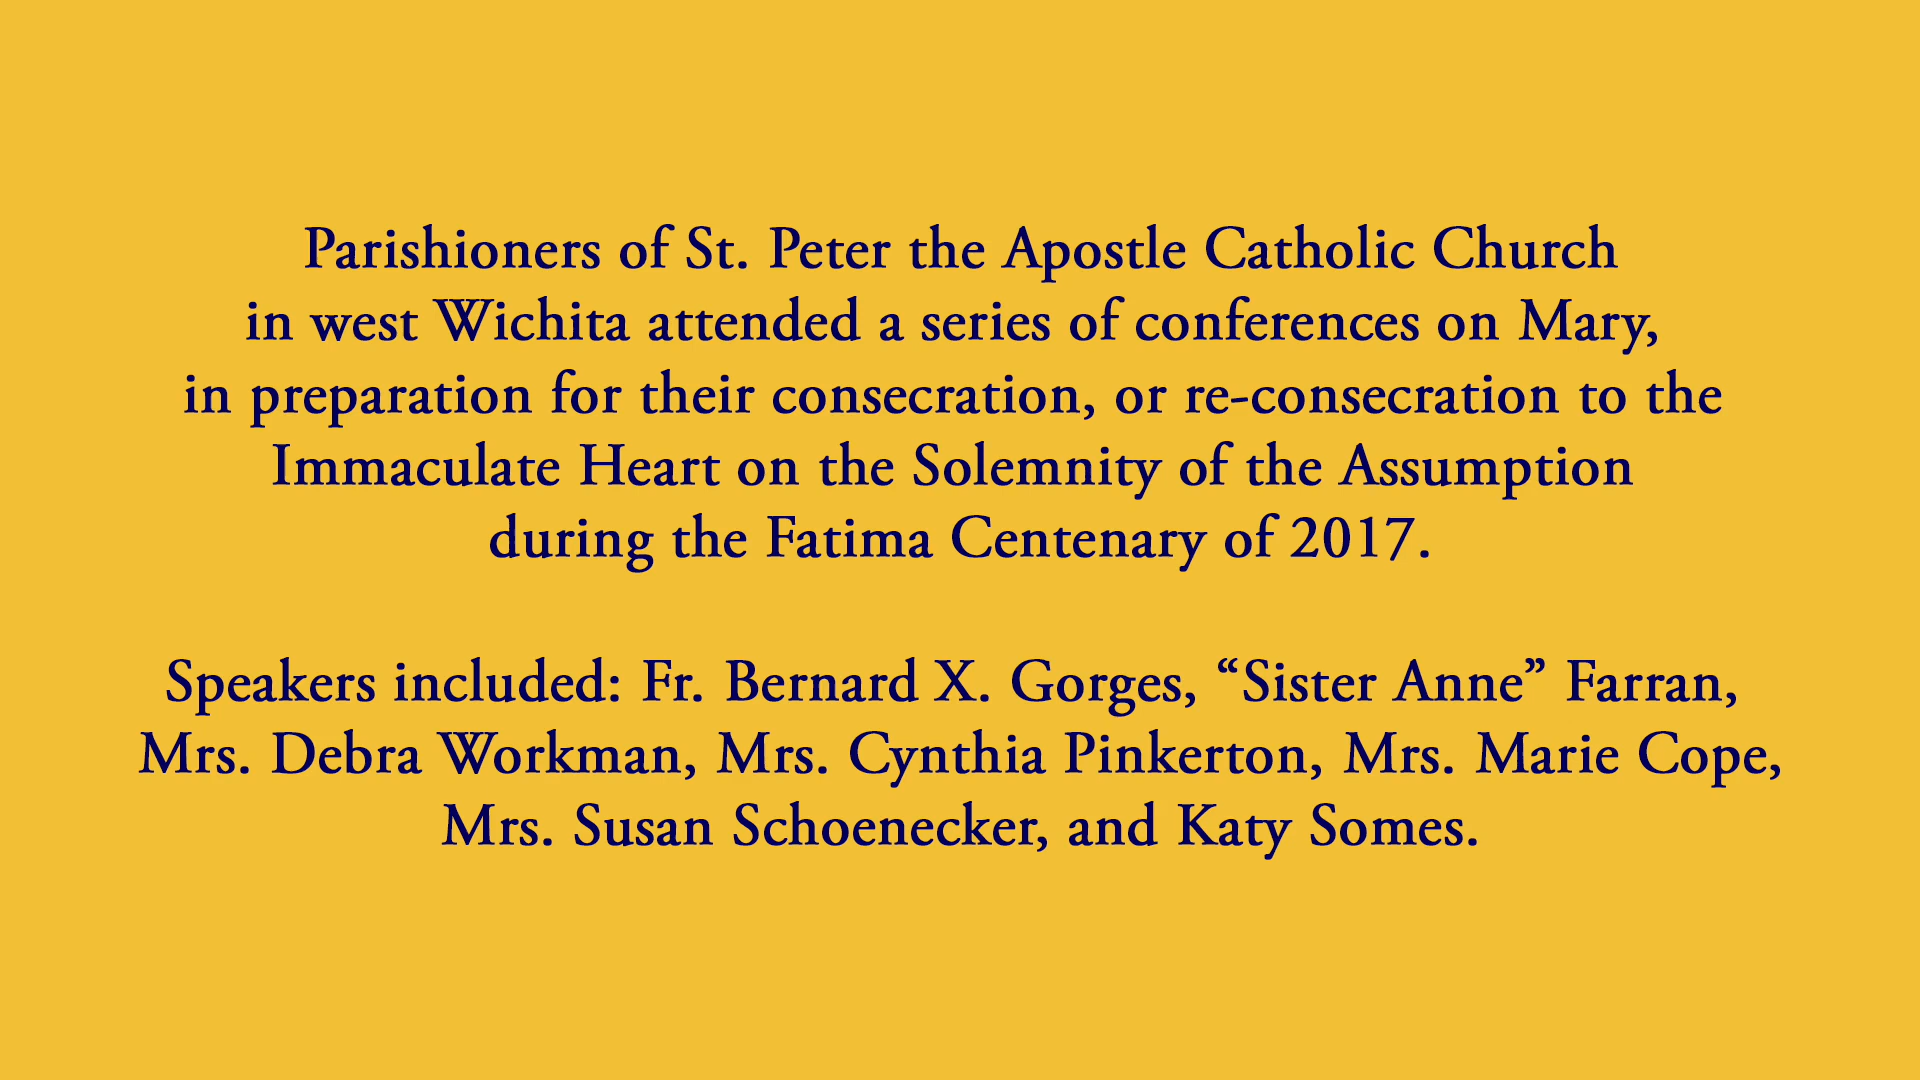 Parishioners of St. Peter the Apostle Catholic Church
in west Wichita attended a series of conferences on Mary,
in preparation for their consecration, or re-consecration to the
Immaculate Heart on the Solemnity of the Assumption
during the Fatima Centenary of 2017.
Speakers included: Fr. Bernard X. Gorges, “Sister Anne” Farran,
Mrs. Debra Workman, Mrs. Cynthia Pinkerton, Mrs. Marie Cope,
Mrs. Susan Schoenecker, and Katy Somes.